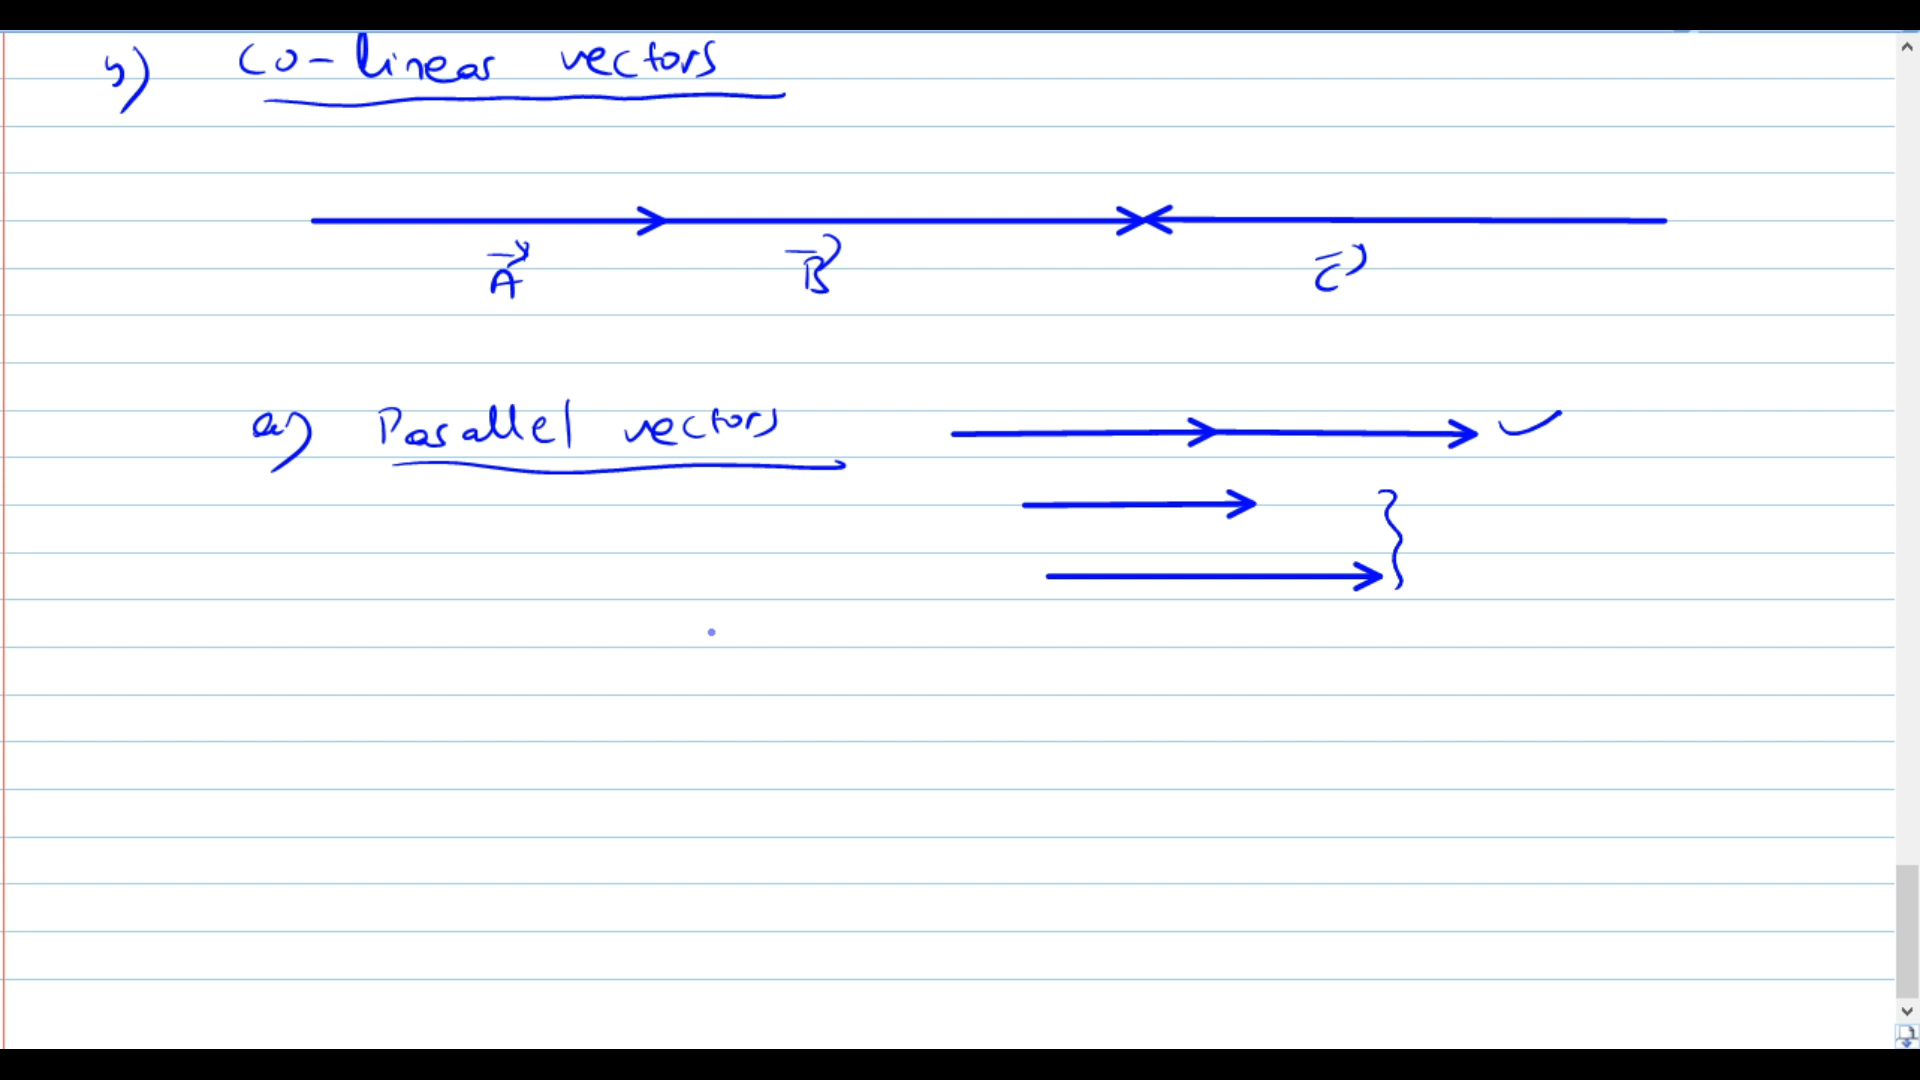 5) Co-linear vectors
A⃗ B⃗ C⃗
a) Parallel vectors